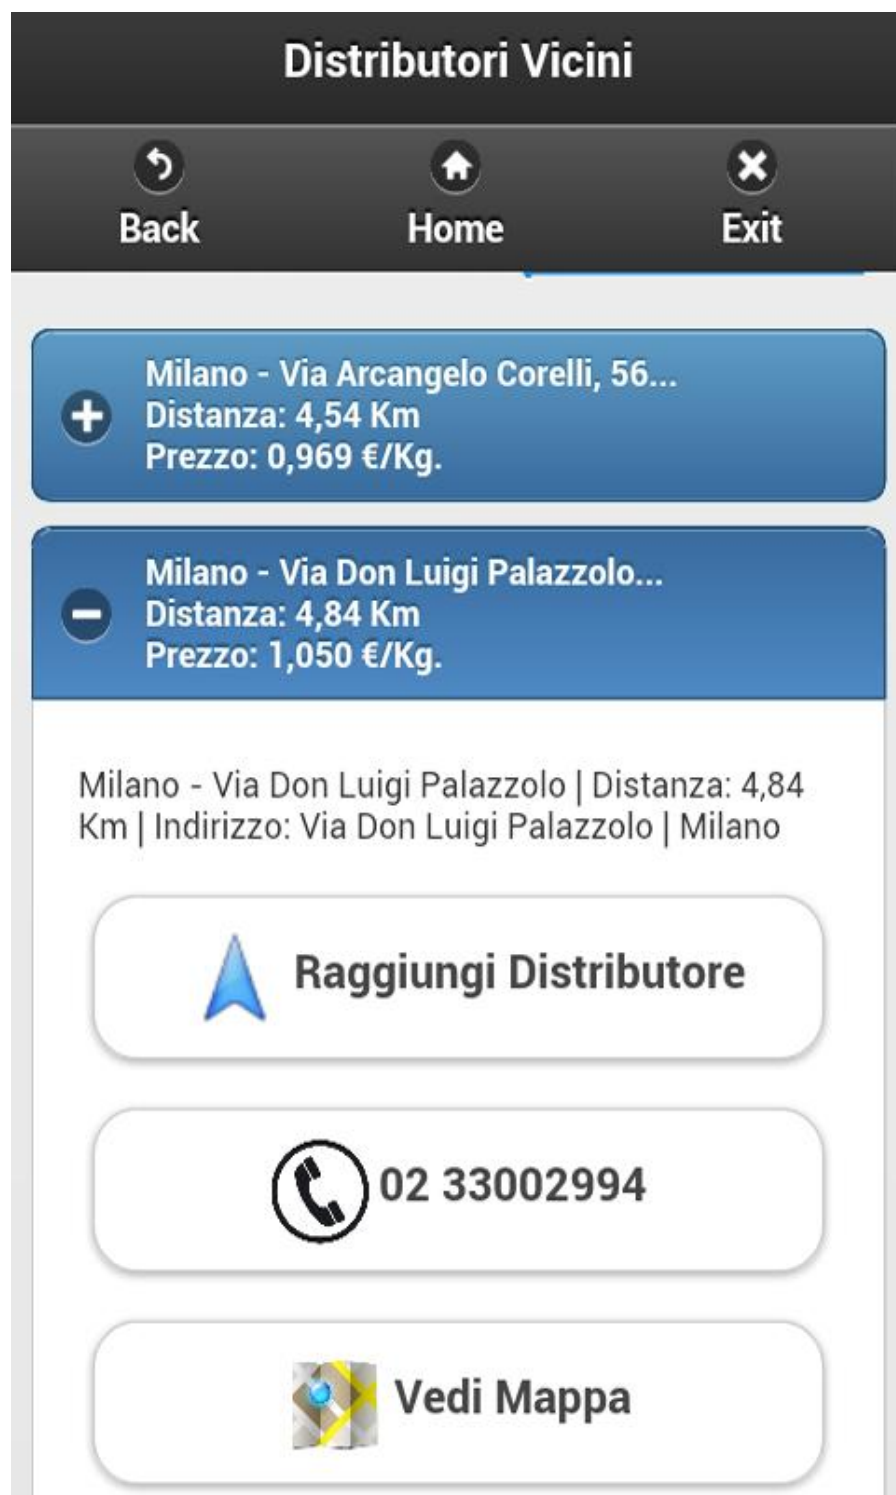 Distributori Vicini
Back Home Exit
Milano - Via Arcangelo Corelli, 56...
Distanza: 4,54 Km
Prezzo: 0,969 €/Kg.
Milano - Via Don Luigi Palazzolo...
Distanza: 4,84 Km
Prezzo: 1,050 €/Kg.
Milano - Via Don Luigi Palazzolo | Distanza: 4,84
Km | Indirizzo: Via Don Luigi Palazzolo | Milano
Raggiungi Distributore
02 33002994
Vedi Mappa